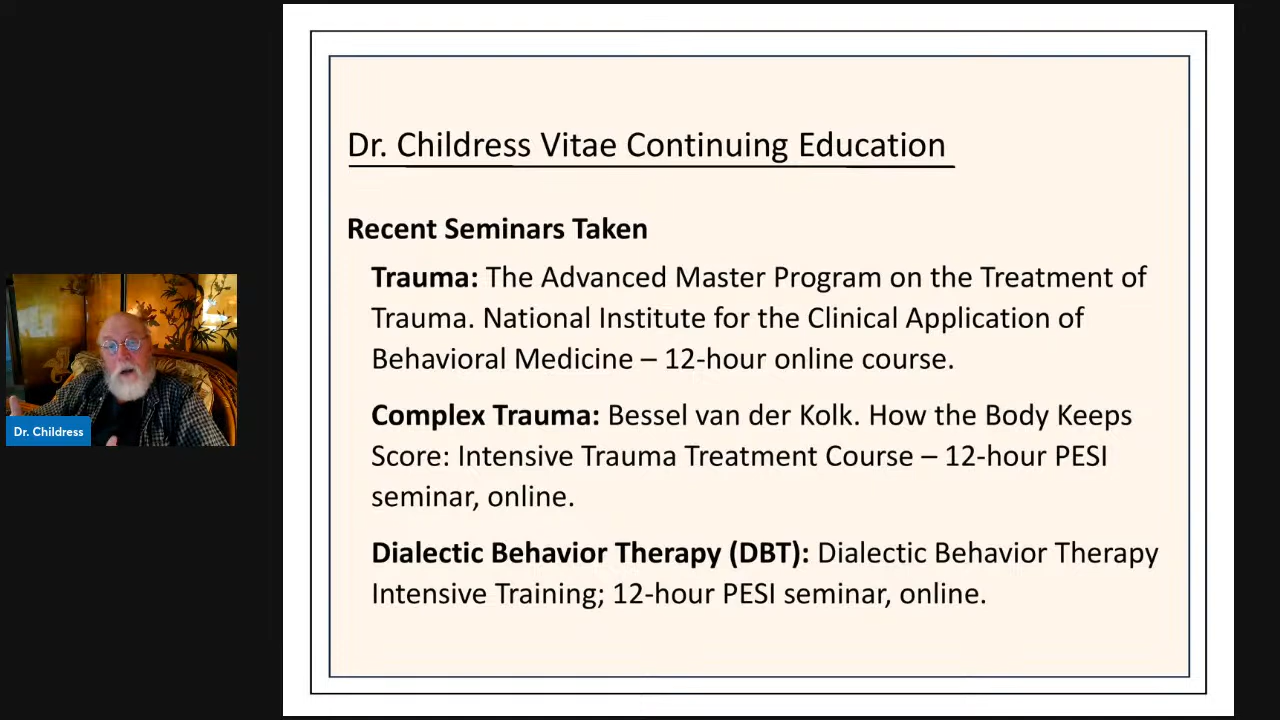 Dr. Childress Vitae Continuing Education
Recent Seminars Taken
Trauma: The Advanced Master Program on the Treatment of
Trauma. National Institute for the Clinical Application of
Behavioral Medicine – 12-hour online course.
Complex Trauma: Bessel van der Kolk. How the Body Keeps
Score: Intensive Trauma Treatment Course – 12-hour PESI
seminar, online.
Dialectic Behavior Therapy (DBT): Dialectic Behavior Therapy
Intensive Training; 12-hour PESI seminar, online.
Dr. Childress